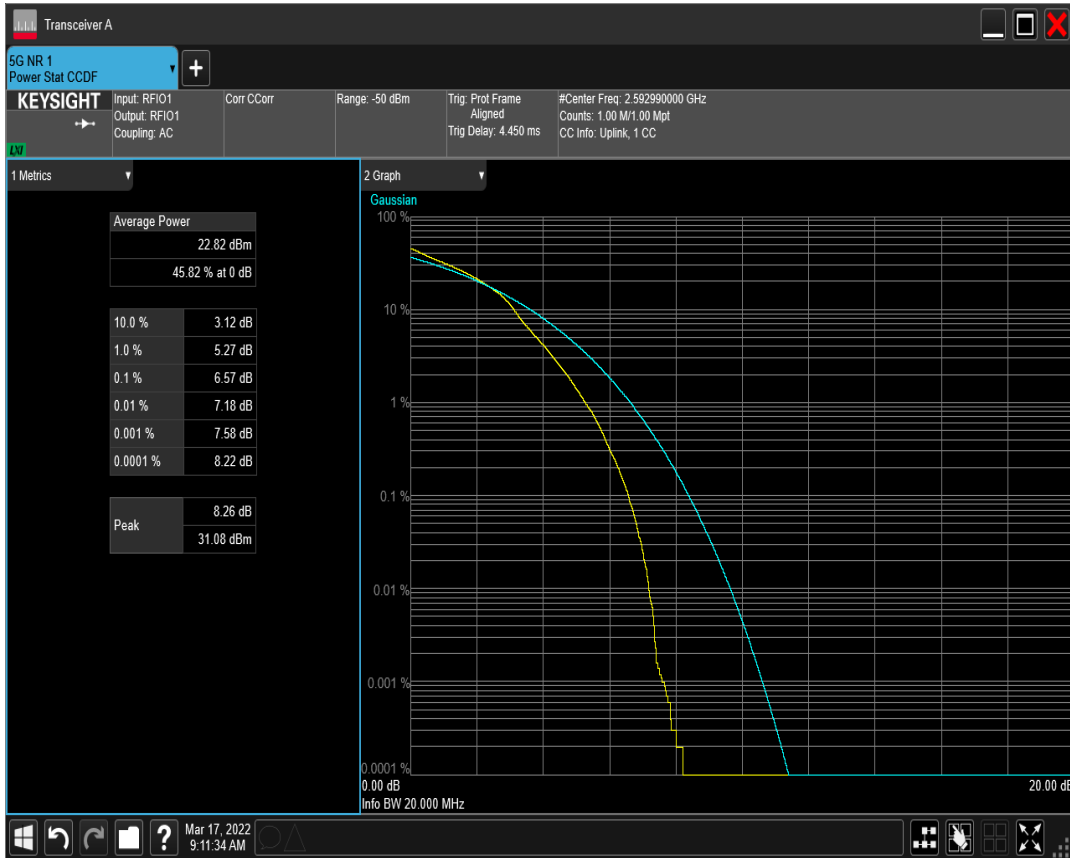 Transceiver A
5G NR 1
Power Stat CCDF
KEYSIGHT
LXI
Input: RFIO1
Output: RFIO1
Coupling: AC
Corr CCorr
Range: -50 dBm
Trig: Prot Frame
Aligned
Trig Delay: 4.450 ms
#Center Freq: 2.592990000 GHz
Counts: 1.00 M/1.00 Mpt
CC Info: Uplink, 1 CC
1 Metrics
Average Power
22.82 dBm
45.82 % at 0 dB
10.0 % 3.12 dB
1.0 % 5.27 dB
0.1 % 6.57 dB
0.01 % 7.18 dB
0.001 % 7.58 dB
0.0001 % 8.22 dB
Peak 8.26 dB
31.08 dBm
2 Graph
Gaussian
100 %
10 %
1 %
0.1 %
0.01 %
0.001 %
0.0001 %
0.00 dB 20.00 dB
Info BW 20.000 MHz
?
Mar 17, 2022
9:11:34 AM